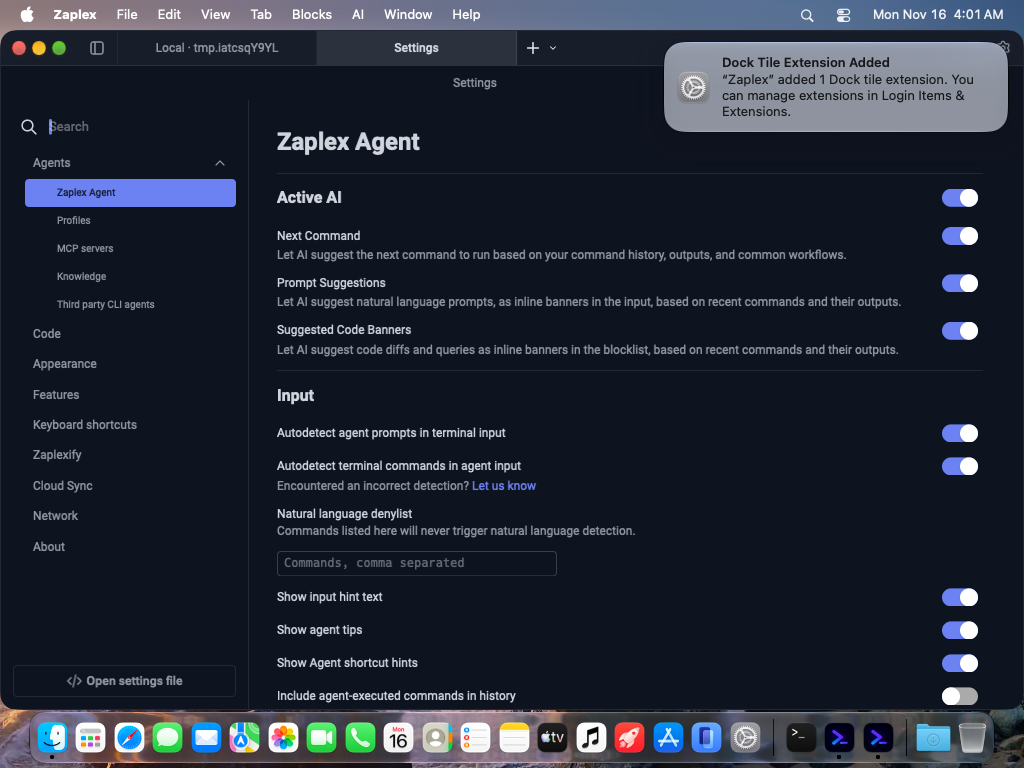 Zaplex File Edit View Tab Blocks AI Window Help Mon Nov 16 4:01 AM
Local · tmp.iatcsqY9YL
Settings
Settings
Dock Tile Extension Added
“Zaplex” added 1 Dock tile extension. You
can manage extensions in Login Items &
Extensions.
Search
Agents
Zaplex Agent
Profiles
MCP servers
Knowledge
Third party CLI agents
Code
Appearance
Features
Keyboard shortcuts
Zaplexify
Cloud Sync
Network
About
</> Open settings file
Zaplex Agent
Active AI
Next Command
Let AI suggest the next command to run based on your command history, outputs, and common workflows.
Prompt Suggestions
Let AI suggest natural language prompts, as inline banners in the input, based on recent commands and their outputs.
Suggested Code Banners
Let AI suggest code diffs and queries as inline banners in the blocklist, based on recent commands and their outputs.
Input
Autodetect agent prompts in terminal input
Autodetect terminal commands in agent input
Encountered an incorrect detection? Let us know
Natural language denylist
Commands listed here will never trigger natural language detection.
Commands, comma separated
Show input hint text
Show agent tips
Show Agent shortcut hints
Include agent-executed commands in history
Mon
16
tv